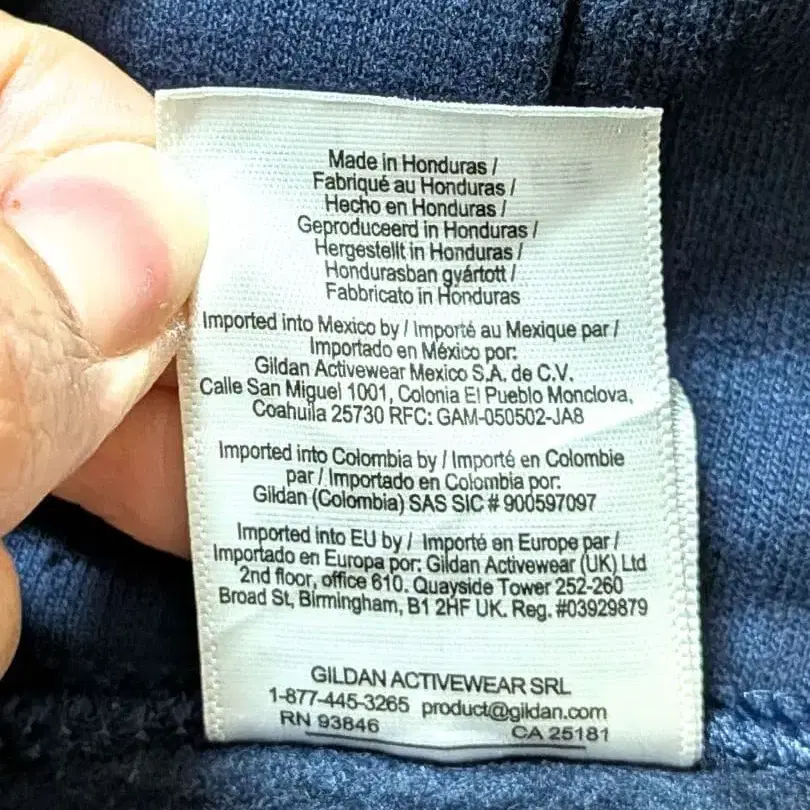 Made in Honduras /
Fabriqué au Honduras /
Hecho en Honduras /
Geproduceerd in Honduras /
Hergestellt in Honduras /
Hondurasban gyártott /
Fabbricato in Honduras
Imported into Mexico by / Importé au Mexique par /
Importado en México por:
Gildan Activewear Mexico S.A. de C.V.
Calle San Miguel 1001, Colonia El Pueblo Monclova,
Coahuila 25730 RFC: GAM-050502-JA8
Imported into Colombia by / Importé en Colombie
par / Importado en Colombia por:
Gildan (Colombia) SAS SIC # 900597097
Imported into EU by / Importé en Europe par /
Importado en Europa por: Gildan Activewear (UK) Ltd
2nd floor, office 610. Quayside Tower 252-260
Broad St, Birmingham, B1 2HF UK. Reg. #03929879
GILDAN ACTIVEWEAR SRL
1-877-445-3265 product@gildan.com
RN 93846 CA 25181